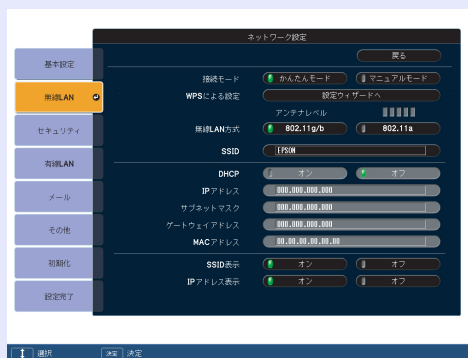 ネットワーク設定
戻る
基本設定
無線LAN
セキュリティ
有線LAN
メール
その他
初期化
設定完了
接続モード かんたんモード マニュアルモード
WPSによる設定 設定ウィザードへ
アンテナレベル
無線LAN方式 802.11g/b 802.11a
SSID EPSON
DHCP オン オフ
IPアドレス 000.000.000.000
サブネットマスク 000.000.000.000
ゲートウェイアドレス 000.000.000.000
MACアドレス 00.00.00.00.00.00
SSID表示 オン オフ
IPアドレス表示 オン オフ
選択 決定 決定